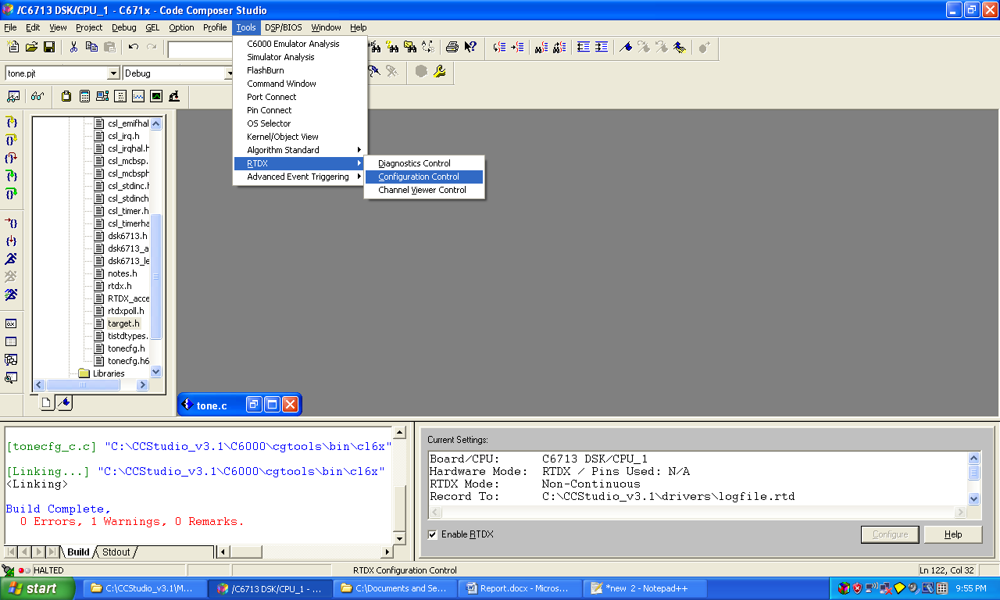 /C6713 DSK/CPU_1 - C671x - Code Composer Studio
File Edit View Project Debug GEL Option Profile Tools DSP/BIOS Window Help
C6000 Emulator Analysis
Simulator Analysis
FlashBurn
Command Window
Port Connect
Pin Connect
OS Selector
Kernel/Object View
Algorithm Standard
RTDX
Advanced Event Triggering
Diagnostics Control
Configuration Control
Channel Viewer Control
tone.pjt Debug
csl_emifhal
csl_irq.h
csl_irqhal.h
csl_mcbsp.
csl_mcbsph
csl_stdinc.h
csl_stdinch
csl_timer.h
csl_timerha
dsk6713.h
dsk6713_a
dsk6713_le
notes.h
rtdx.h
RTDX_acce
rtdxpoll.h
target.h
tistdtypes.
tonecfg.h
tonecfg.h6
Libraries
tone.c
[tonecfg_c.c] "C:\CCStudio_v3.1\C6000\cgtools\bin\cl6x"
[Linking...] "C:\CCStudio_v3.1\C6000\cgtools\bin\cl6x"
<Linking>
Build Complete,
0 Errors, 1 Warnings, 0 Remarks.
Build Stdout
Current Settings:
Board/CPU: C6713 DSK/CPU_1
Hardware Mode: RTDX / Pins Used: N/A
RTDX Mode: Non-Continuous
Record To: C:\CCStudio_v3.1\drivers\logfile.rtd
Enable RTDX
Configure Help
HALTED RTDX Configuration Control Ln 122, Col 32
start C:\CCStudio_v3.1\M... /C6713 DSK/CPU_1 - ... C:\Documents and Se... Report.docx - Micros... *new 2 - Notepad++ 9:55 PM